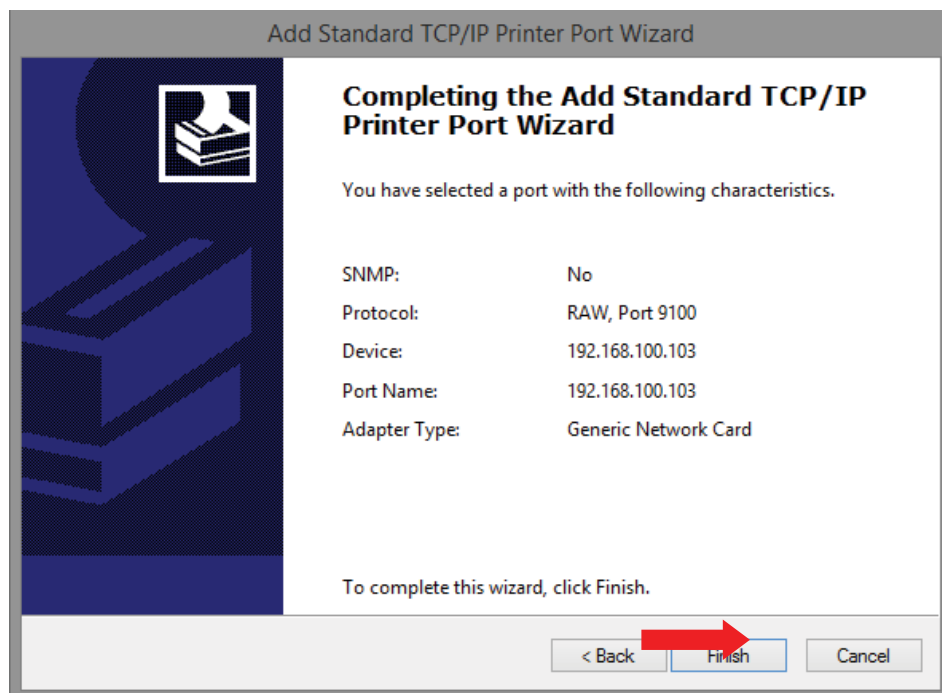 Add Standard TCP/IP Printer Port Wizard
Completing the Add Standard TCP/IP
Printer Port Wizard
You have selected a port with the following characteristics.
SNMP: No
Protocol: RAW, Port 9100
Device: 192.168.100.103
Port Name: 192.168.100.103
Adapter Type: Generic Network Card
To complete this wizard, click Finish.
< Back Finish Cancel